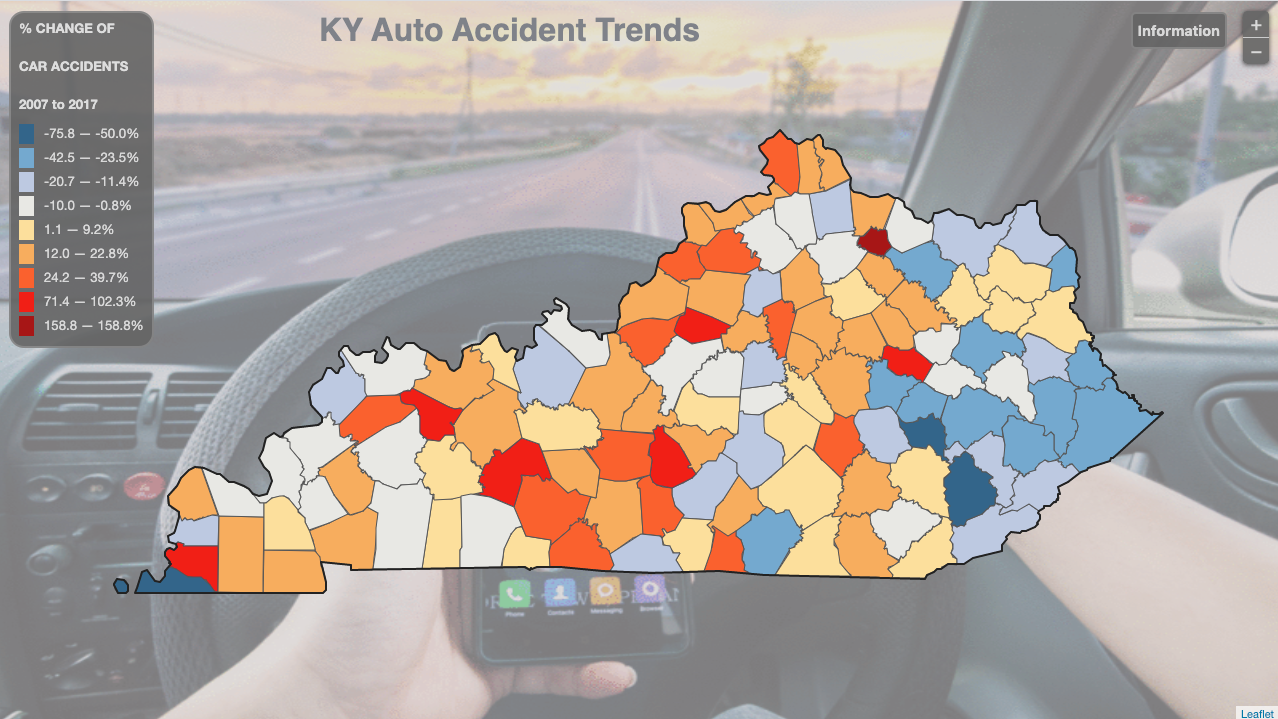 % CHANGE OF
CAR ACCIDENTS
2007 to 2017
-75.8 — -50.0%
-42.5 — -23.5%
-20.7 — -11.4%
-10.0 — -0.8%
1.1 — 9.2%
12.0 — 22.8%
24.2 — 39.7%
71.4 — 102.3%
158.8 — 158.8%
KY Auto Accident Trends
Information
+
−
Phone
Contacts
Messaging
Browser
Leaflet